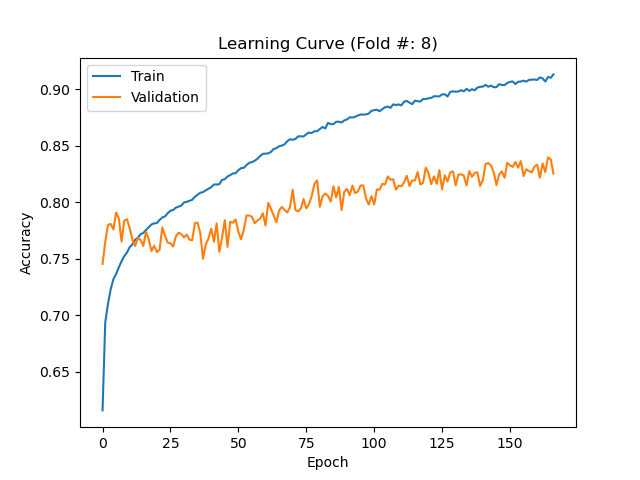 Learning Curve (Fold #: 8)
Train
Validation
0.90
0.85
0.80
0.75
0.70
0.65
Accuracy
0 25 50 75 100 125 150
Epoch